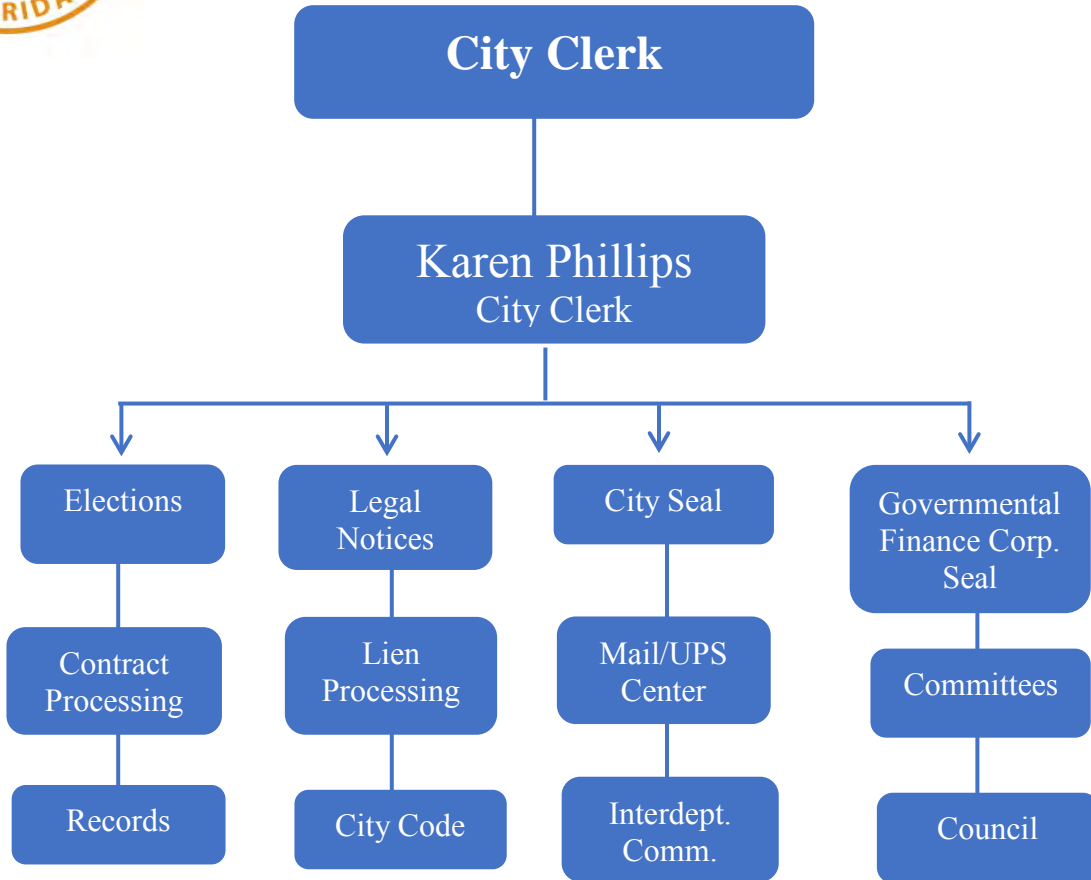 RIDA
City Clerk
Karen Phillips
City Clerk
Elections
Legal
Notices
City Seal
Governmental
Finance Corp.
Seal
Contract
Processing
Lien
Processing
Mail/UPS
Center
Committees
Records
City Code
Interdept.
Comm.
Council